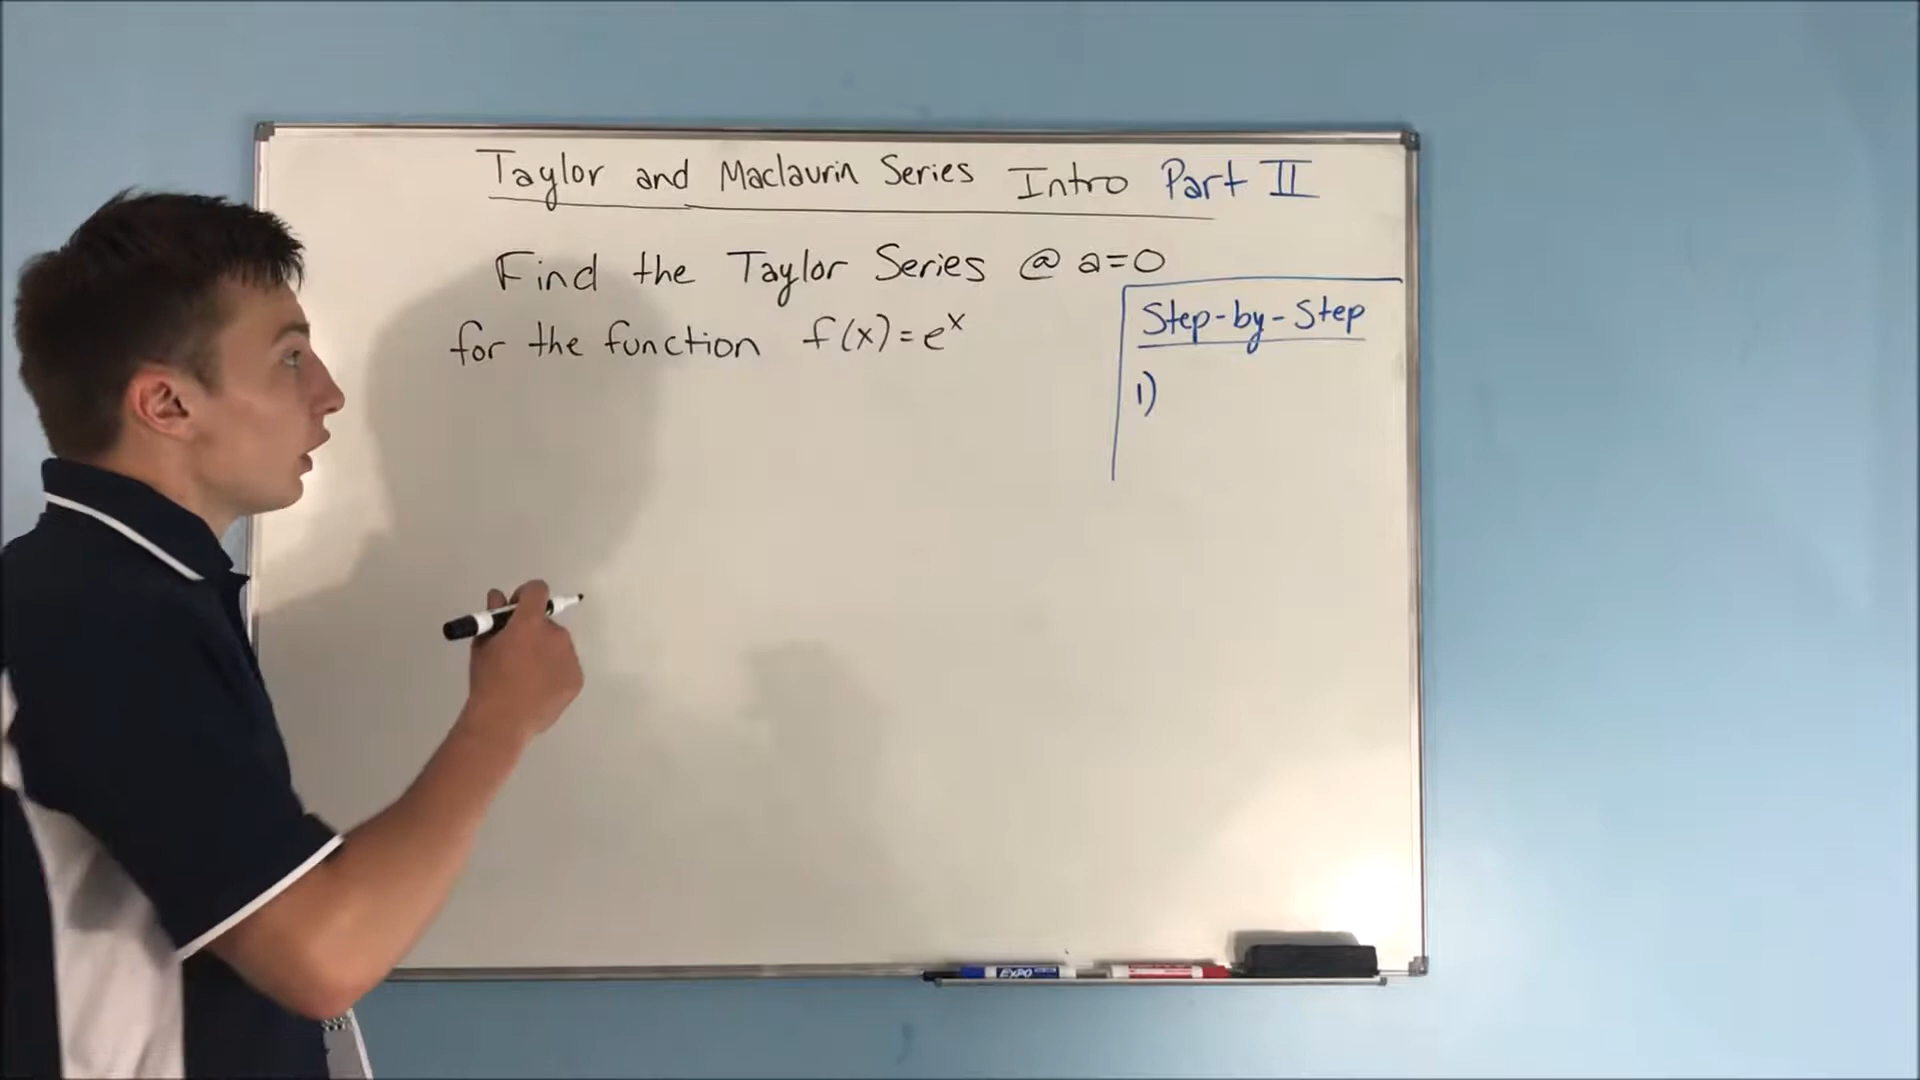 Taylor and Maclaurin Series Intro Part II
Find the Taylor Series @ a=0
for the function f(x)=e^x
Step-by-Step
1)
EXPO